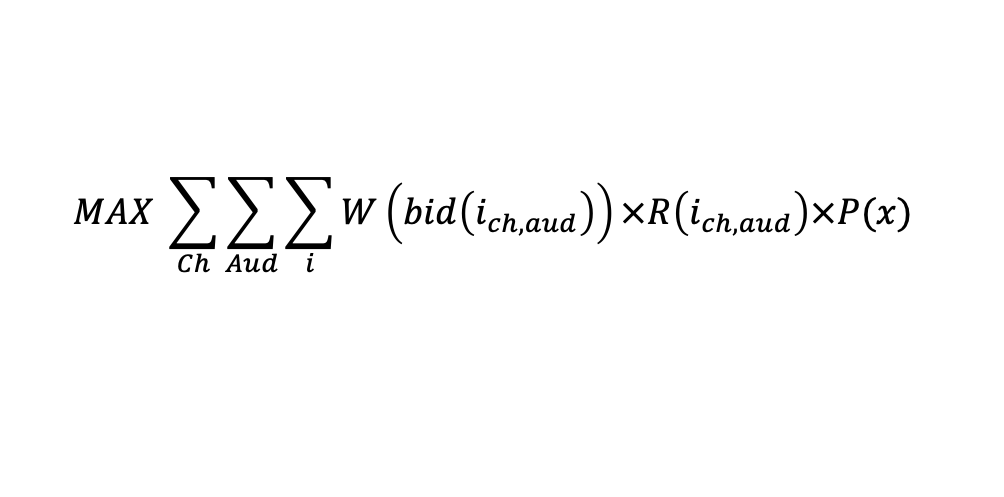 MAX ∑_{Ch} ∑_{Aud} ∑_{i} W (bid(i_{ch,aud})) ×R(i_{ch,aud})×P(x)